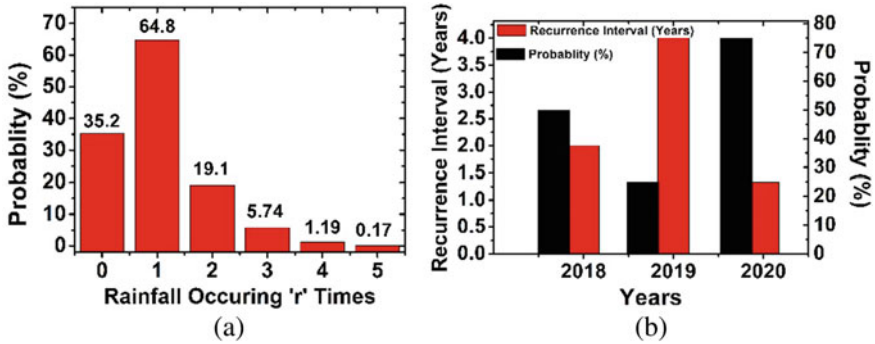 64.8
35.2
19.1
5.74
1.19
0.17
70
60
50
40
30
20
10
0
Probablity (%)
0 1 2 3 4 5
Rainfall Occuring 'r' Times
(a)
Recurrence Interval (Years)
Probablity (%)
4.0
3.5
3.0
2.5
2.0
1.5
1.0
0.5
0.0
Recurrence Interval (Years)
80
70
60
50
40
30
20
10
0
Probablity (%)
2018 2019 2020
Years
(b)